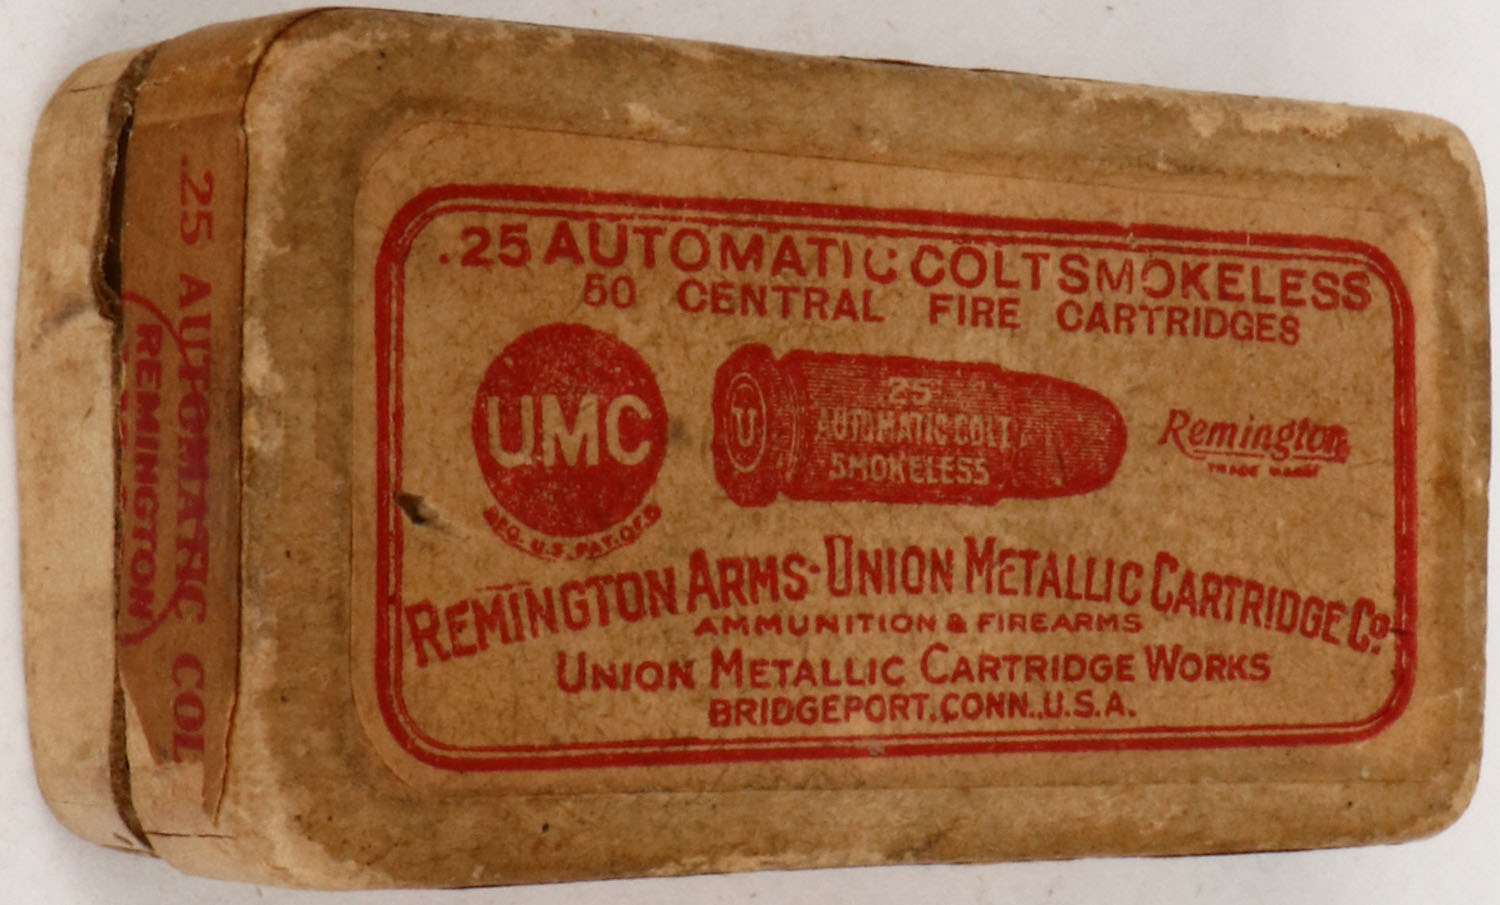 .25 AUTOMATIC COLT SMOKELESS
50 CENTRAL FIRE CARTRIDGES
UMC
REG. U.S. PAT. OFF.
U
25
AUTOMATIC COLT
SMOKELESS
Remington
TRADE MARK
REMINGTON ARMS-UNION METALLIC CARTRIDGE Co.
AMMUNITION & FIREARMS
UNION METALLIC CARTRIDGE WORKS
BRIDGEPORT, CONN., U.S.A.
.25 AUTOMATIC COL
REMINGTON